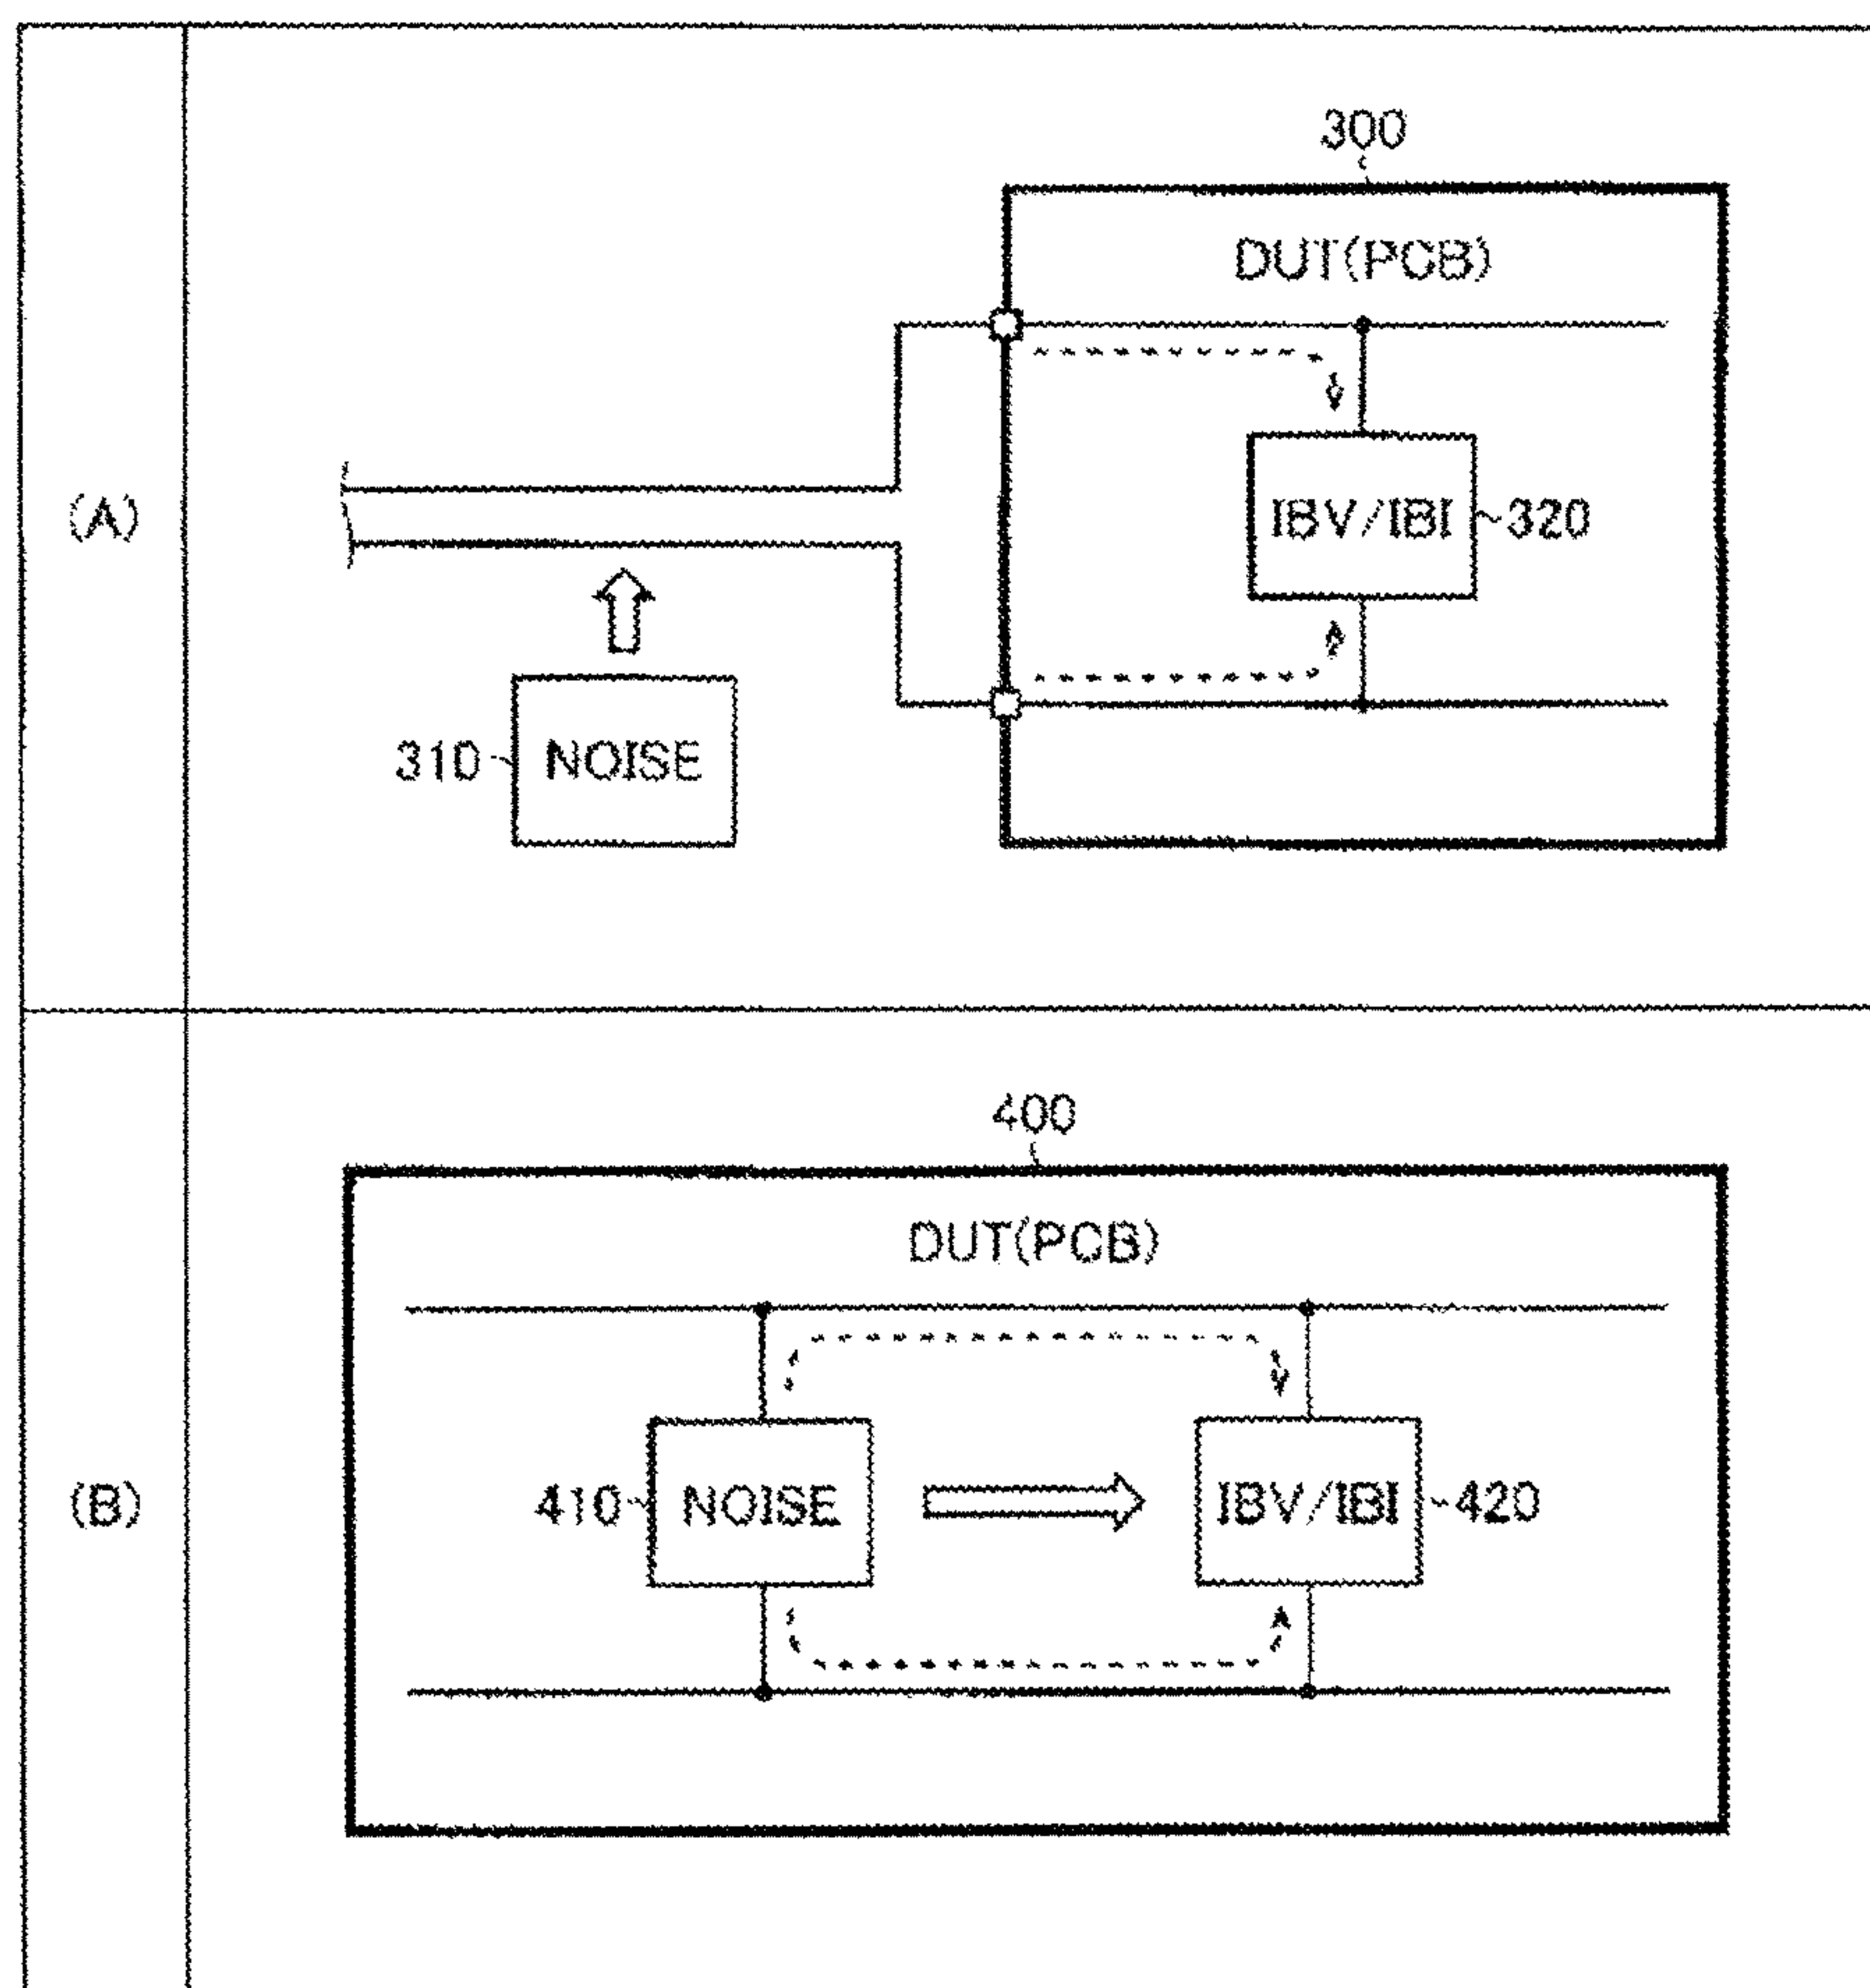 300
DUT(PCB)
(A)
IBV/IBI
320
310
NOISE
400
DUT(PCB)
(B)
410
NOISE
IBV/IBI
420